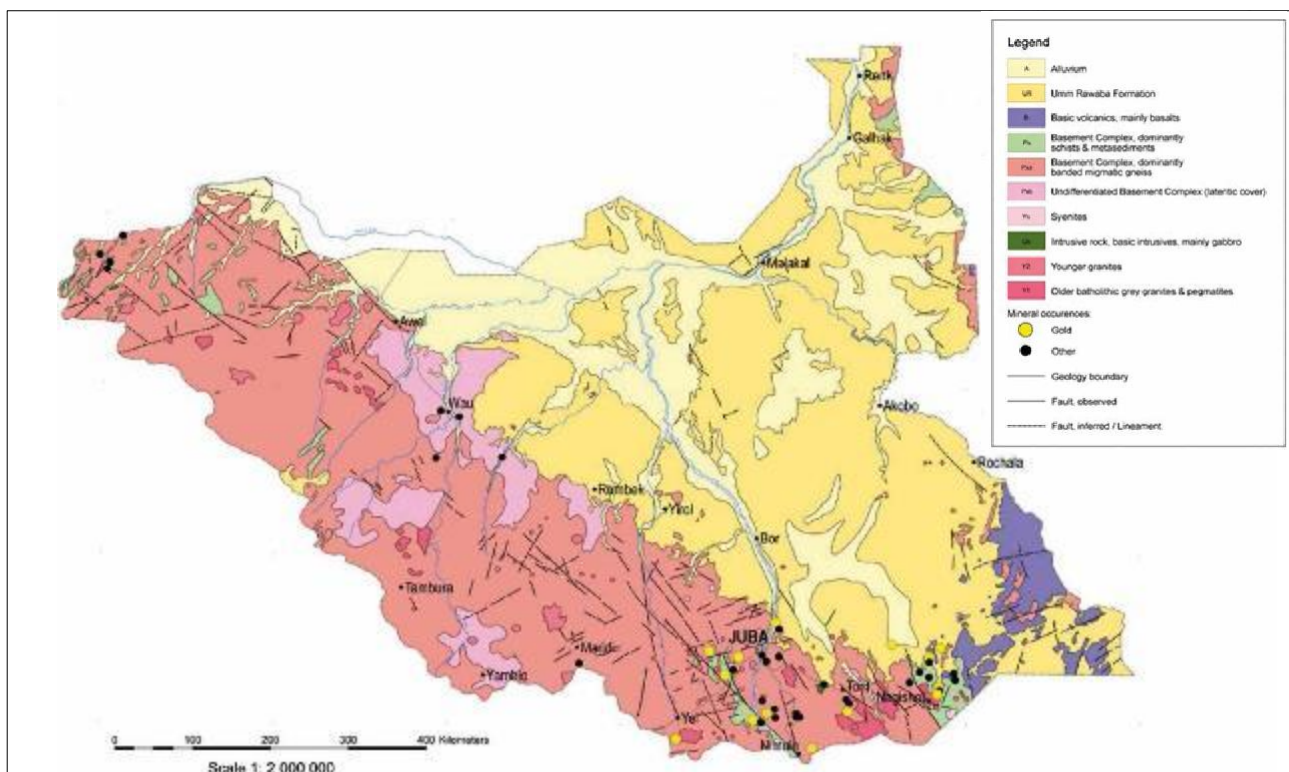 Legend
A Alluvium
UR Umm Rawaba Formation
Basic volcanics, mainly basalts
Basement Complex, dominantly
schists & metasediments
Basement Complex, dominantly
banded migmatic gneiss
Undifferentiated Basement Complex (lateritic cover)
Syenites
Intrusive rock, basic intrusives, mainly gabbro
Younger granites
Older batholithic grey granites & pegmatites
Mineral occurences:
Gold
Other
Geology boundary
Fault, observed
Fault, inferred / Lineament
Renk
Galhak
Malakal
Awel
Wau
Akobo
Rochala
Rumbek
Yirol
Bor
Tambura
JUBA
Maridi
Yambio
Torit
Nagishot
Yei
Nimule
0 100 200 300 400 Kilometers
Scale 1: 2 000 000